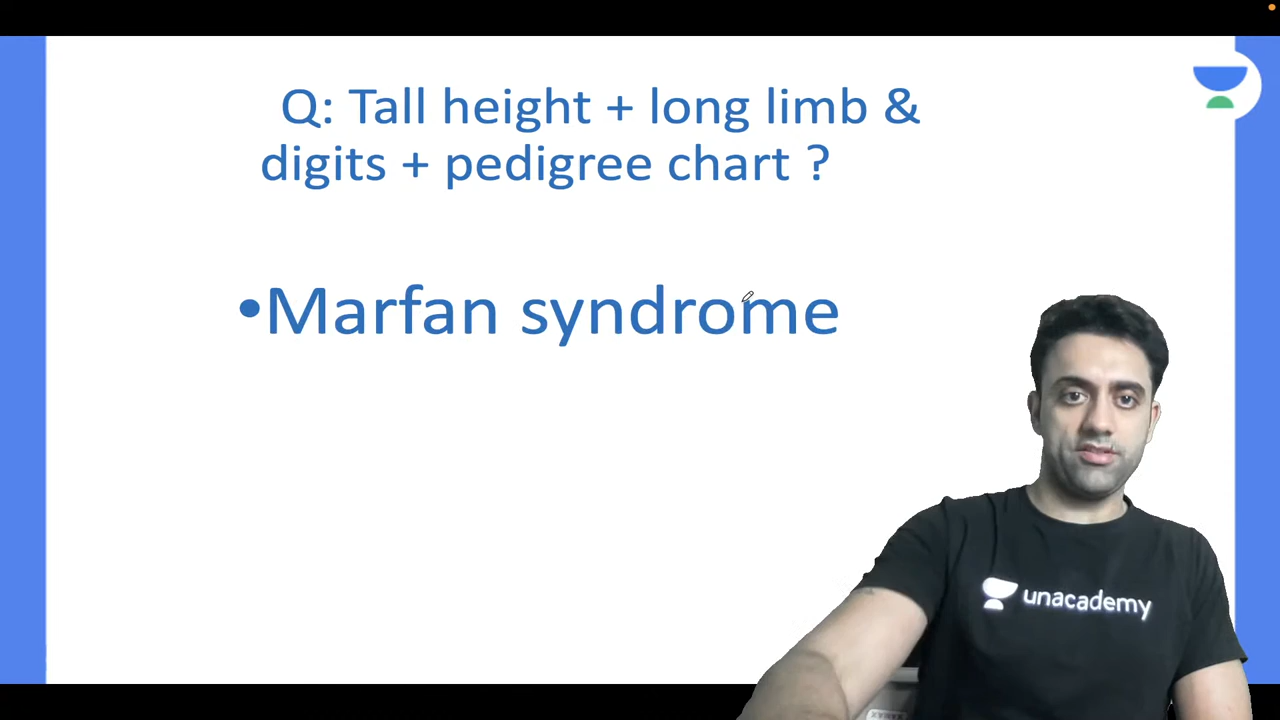 Q: Tall height + long limb &
digits + pedigree chart ?
•Marfan syndrome
unacademy